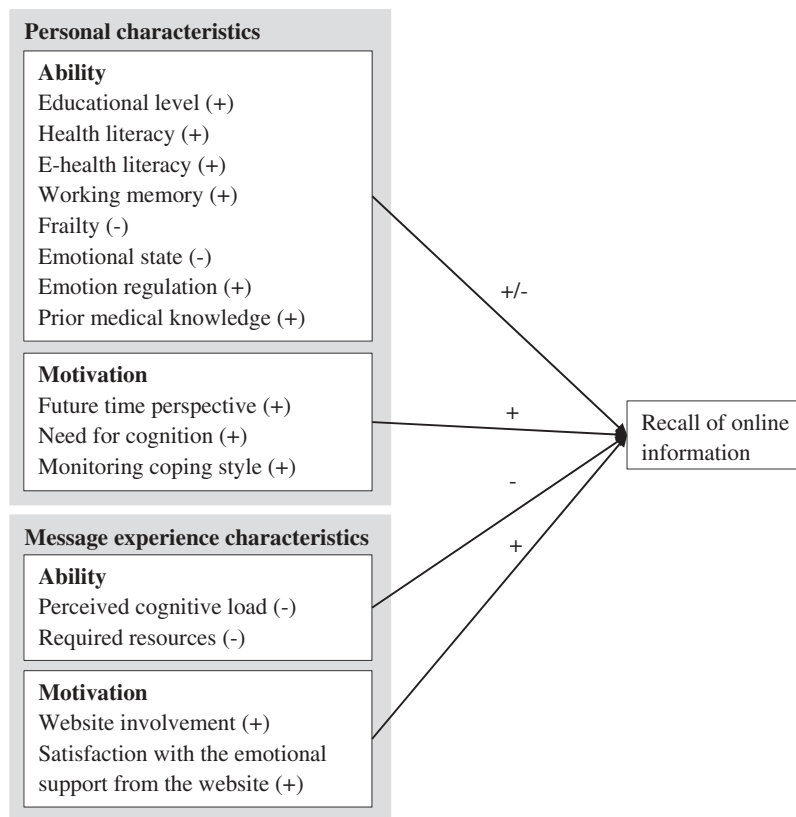 Personal characteristics
Ability
Educational level (+)
Health literacy (+)
E-health literacy (+)
Working memory (+)
Frailty (-)
Emotional state (-)
Emotion regulation (+)
Prior medical knowledge (+)
Motivation
Future time perspective (+)
Need for cognition (+)
Monitoring coping style (+)
Message experience characteristics
Ability
Perceived cognitive load (-)
Required resources (-)
Motivation
Website involvement (+)
Satisfaction with the emotional
support from the website (+)
+/-
+
-
+
Recall of online
information